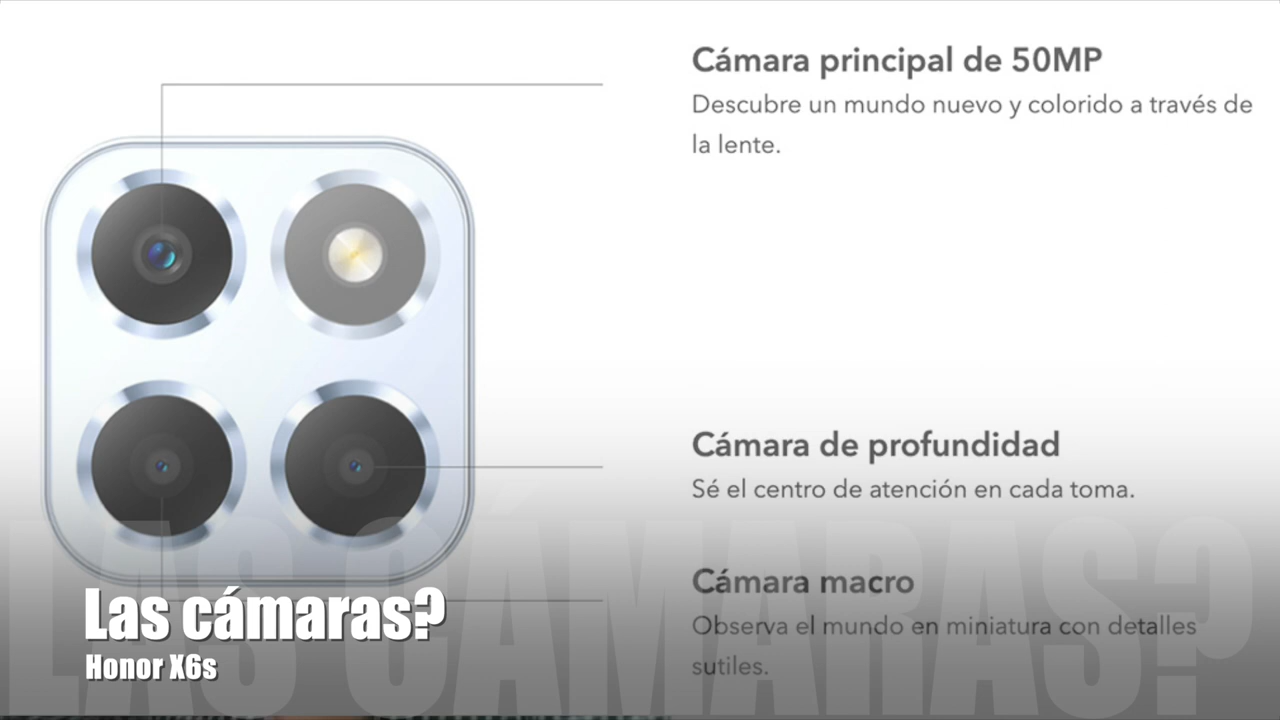 Cámara principal de 50MP
Descubre un mundo nuevo y colorido a través de
la lente.
Cámara de profundidad
Sé el centro de atención en cada toma.
LAS CÁMARAS?
Cámara macro
Observa el mundo en miniatura con detalles
sutiles.
Las cámaras?
Honor X6s